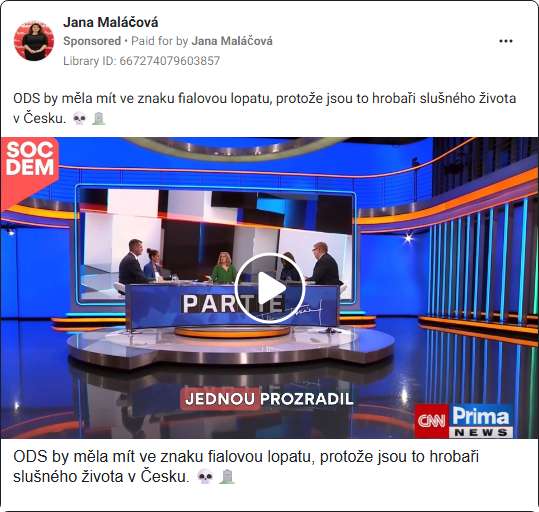 Jana Maláčová
Sponsored • Paid for by Jana Maláčová
Library ID: 667274079603857
ODS by měla mít ve znaku fialovou lopatu, protože jsou to hrobaři slušného života
v Česku. 💀🪦
SOC
DEM
PARTIE
JEDNOU PROZRADIL
CNN Prima
NEWS
ODS by měla mít ve znaku fialovou lopatu, protože jsou to hrobaři
slušného života v Česku. 💀🪦